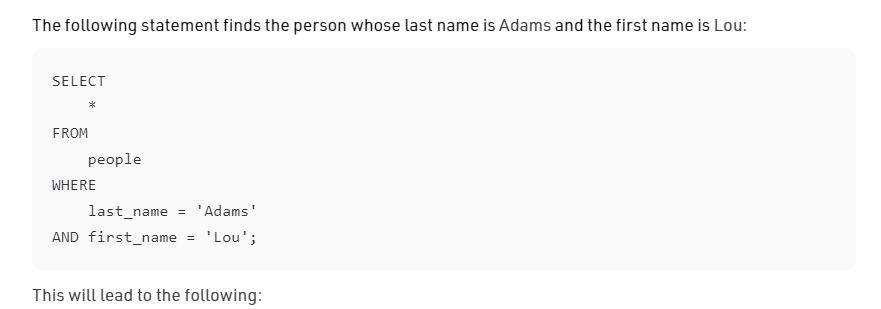 The following statement finds the person whose last name is Adams and the first name is Lou:
SELECT
*
FROM
people
WHERE
last_name = 'Adams'
AND first_name = 'Lou';
This will lead to the following: